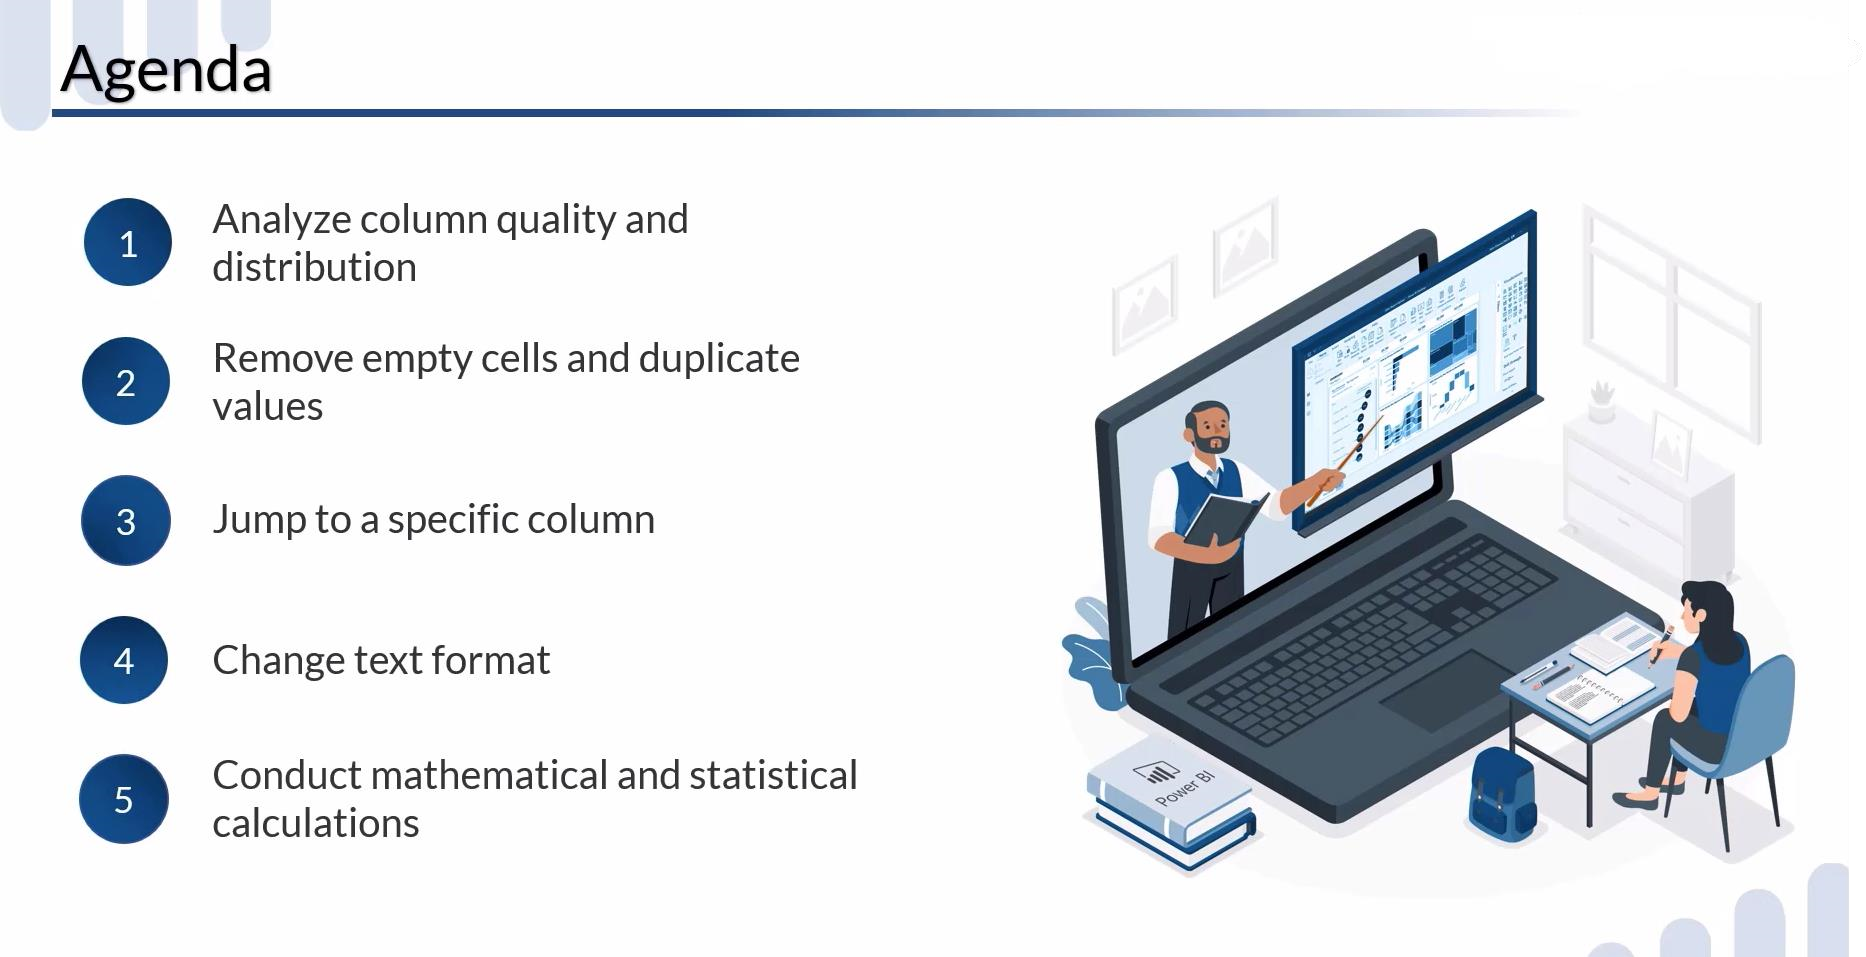 Agenda
1
Analyze column quality and
distribution
2
Remove empty cells and duplicate
values
3
Jump to a specific column
4
Change text format
5
Conduct mathematical and statistical
calculations
Power BI